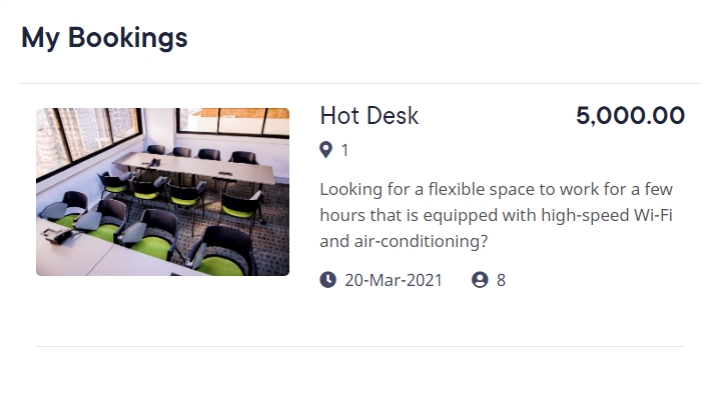 My Bookings
Hot Desk
5,000.00
1
Looking for a flexible space to work for a few
hours that is equipped with high-speed Wi-Fi
and air-conditioning?
20-Mar-2021
8